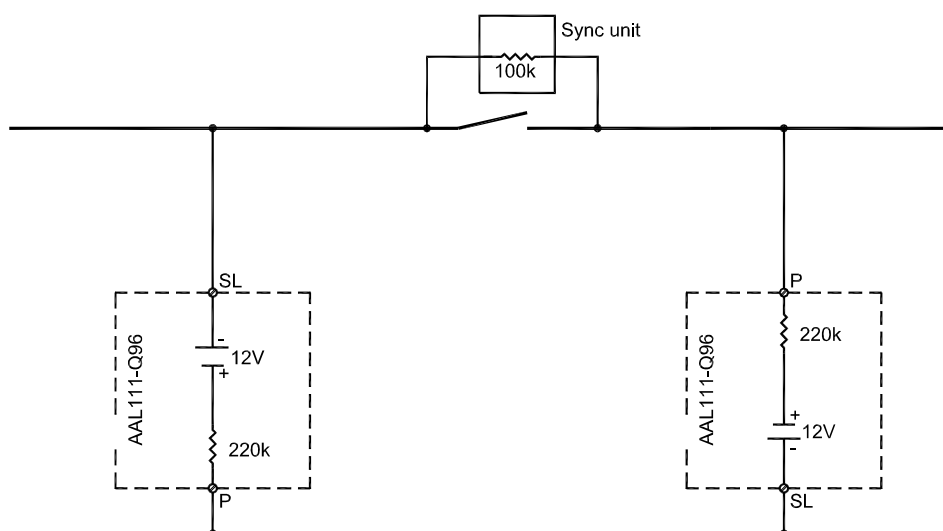 Sync unit
100k
SL
P
AAL111-Q96
-
12V
+
220k
P
AAL111-Q96
220k
+
12V
-
SL